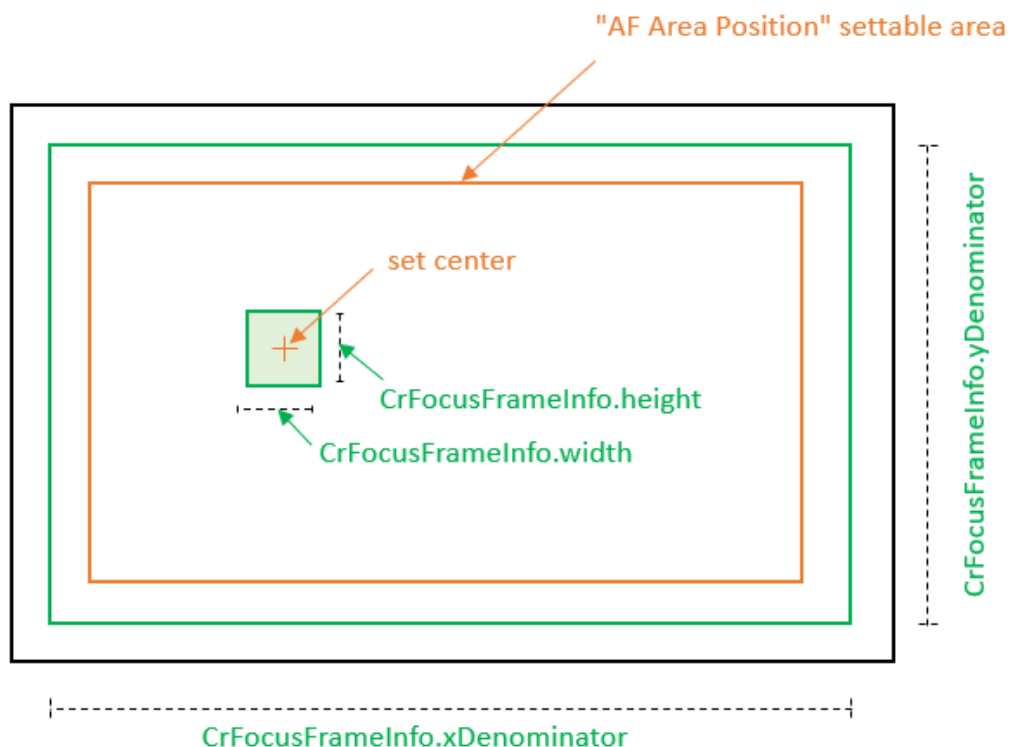 "AF Area Position" settable area
set center
CrFocusFrameInfo.height
CrFocusFrameInfo.width
CrFocusFrameInfo.yDenominator
CrFocusFrameInfo.xDenominator